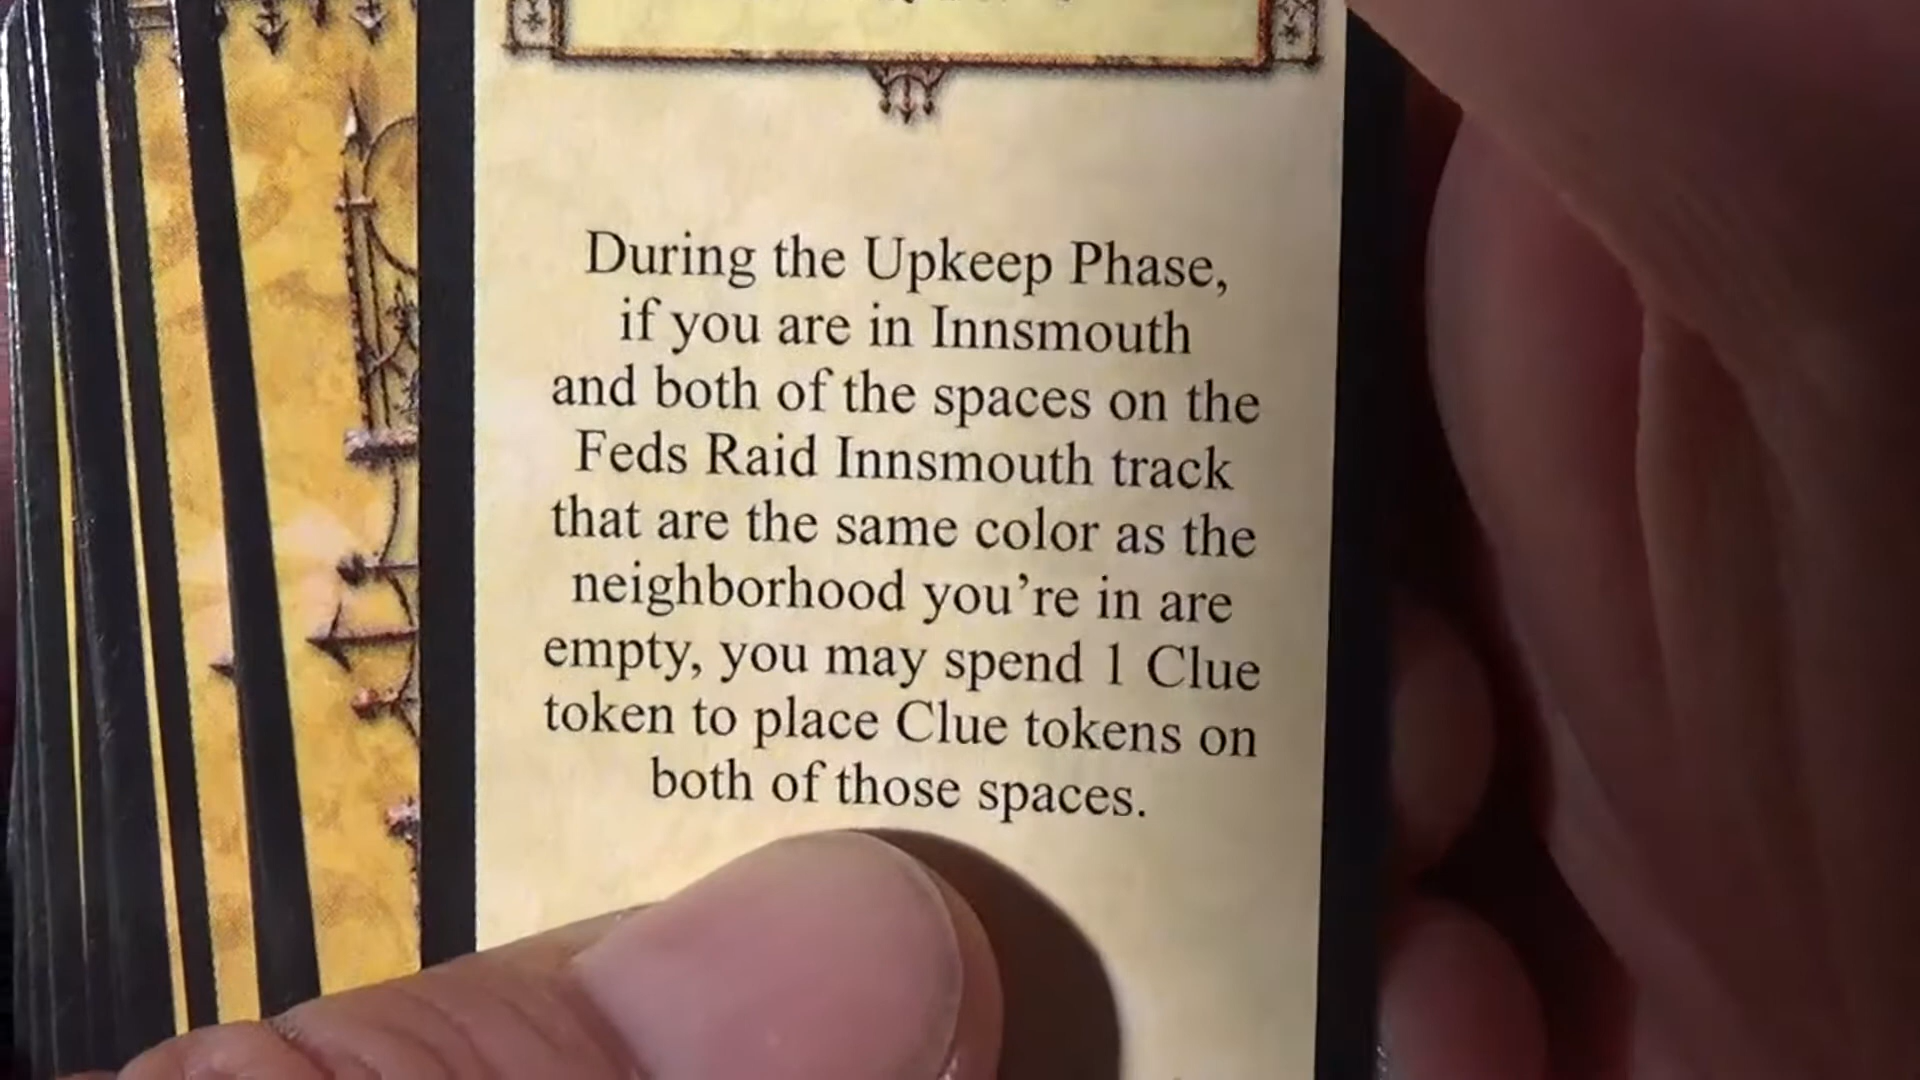 During the Upkeep Phase,
if you are in Innsmouth
and both of the spaces on the
Feds Raid Innsmouth track
that are the same color as the
neighborhood you're in are
empty, you may spend 1 Clue
token to place Clue tokens on
both of those spaces.